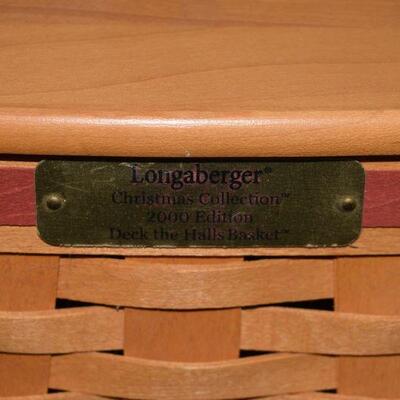 Longaberger®
Christmas Collection™
2000 Edition
Deck the Halls Basket™